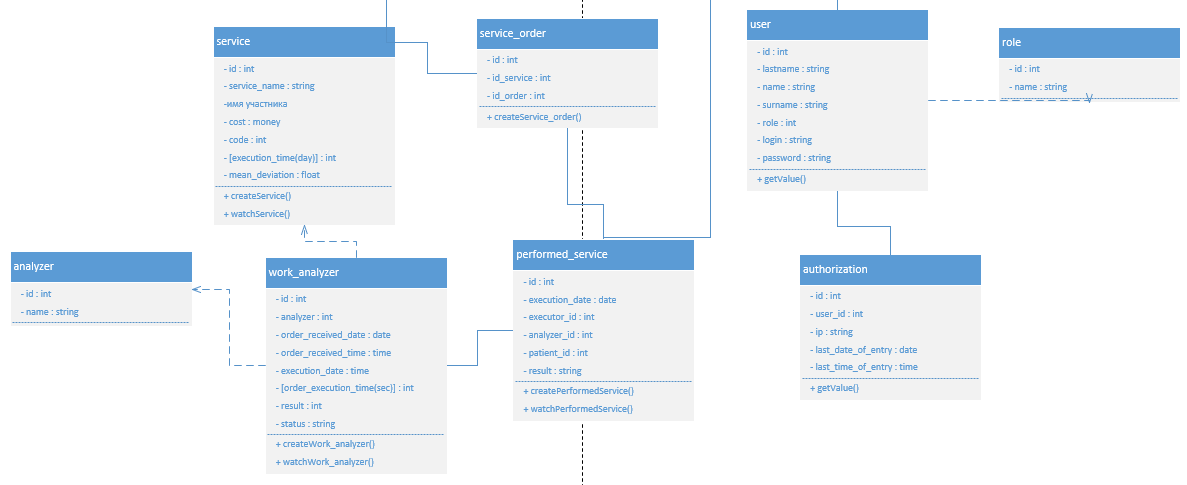 service
- id : int
- service_name : string
-имя участника
- cost : money
- code : int
- [execution_time(day)] : int
- mean_deviation : float
+ createService()
+ watchService()
service_order
- id : int
- id_service : int
- id_order : int
+ createService_order()
user
- id : int
- lastname : string
- name : string
- surname : string
- role : int
- login : string
- password : string
+ getValue()
role
- id : int
- name : string
analyzer
- id : int
- name : string
work_analyzer
- id : int
- analyzer : int
- order_received_date : date
- order_received_time : time
- execution_date : time
- [order_execution_time(sec)] : int
- result : int
- status : string
+ createWork_analyzer()
+ watchWork_analyzer()
performed_service
- id : int
- execution_date : date
- executor_id : int
- analyzer_id : int
- patient_id : int
- result : string
+ createPerformedService()
+ watchPerformedService()
authorization
- id : int
- user_id : int
- ip : string
- last_date_of_entry : date
- last_time_of_entry : time
+ getValue()